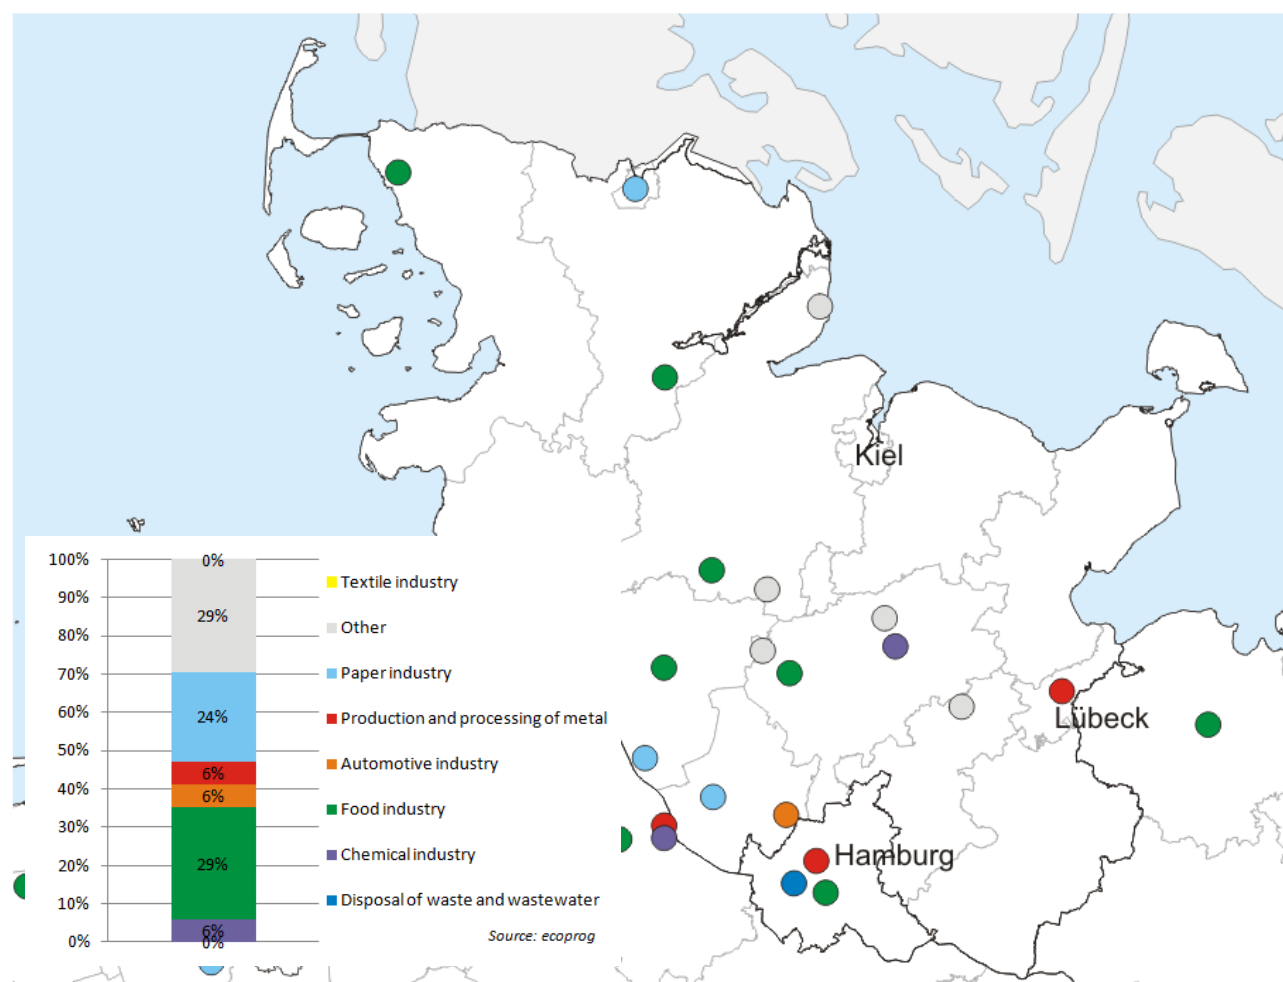 Kiel
Lübeck
Hamburg
100%
90%
80%
70%
60%
50%
40%
30%
20%
10%
0%
0%
29%
24%
6%
6%
29%
6%
0%
Textile industry
Other
Paper industry
Production and processing of metal
Automotive industry
Food industry
Chemical industry
Disposal of waste and wastewater
Source: ecoprog